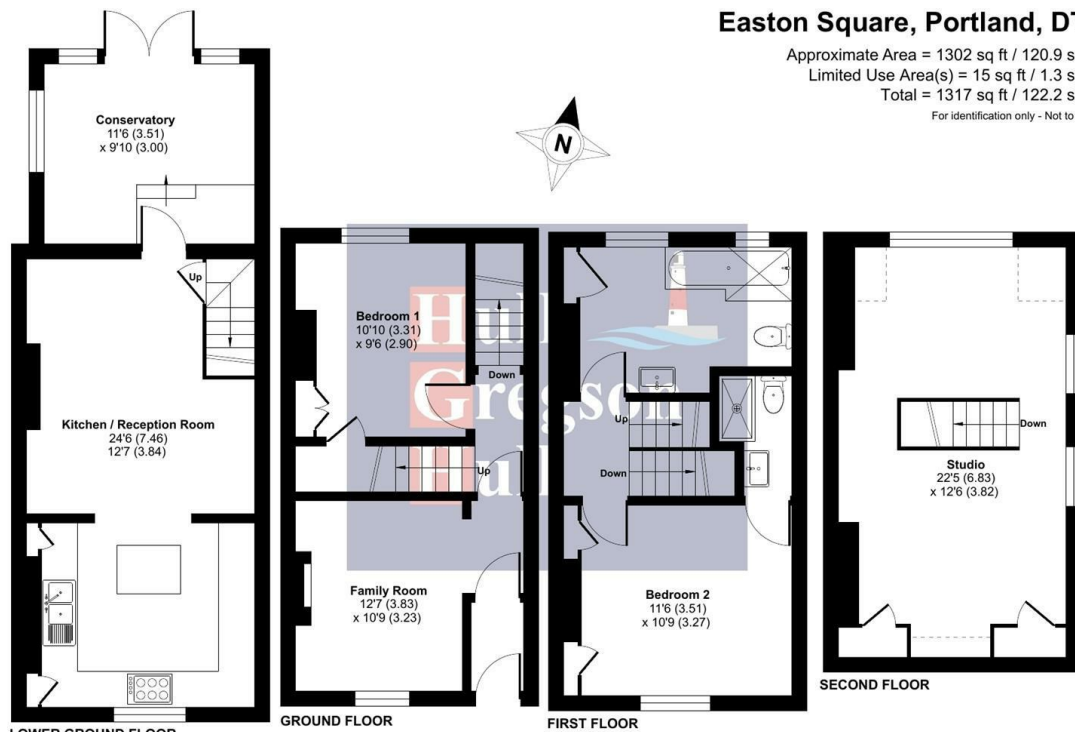 Easton Square, Portland, DT
Approximate Area = 1302 sq ft / 120.9 s
Limited Use Area(s) = 15 sq ft / 1.3 s
Total = 1317 sq ft / 122.2 s
For identification only - Not to
N
Conservatory
11'6 (3.51)
x 9'10 (3.00)
Up
Kitchen / Reception Room
24'6 (7.46)
12'7 (3.84)
LOWER GROUND FLOOR
Bedroom 1
10'10 (3.31)
x 9'6 (2.90)
Down
Up
Family Room
12'7 (3.83)
x 10'9 (3.23)
GROUND FLOOR
Hull
Gregson
Hull
Up
Down
Bedroom 2
11'6 (3.51)
x 10'9 (3.27)
FIRST FLOOR
Down
Studio
22'5 (6.83)
x 12'6 (3.82)
SECOND FLOOR